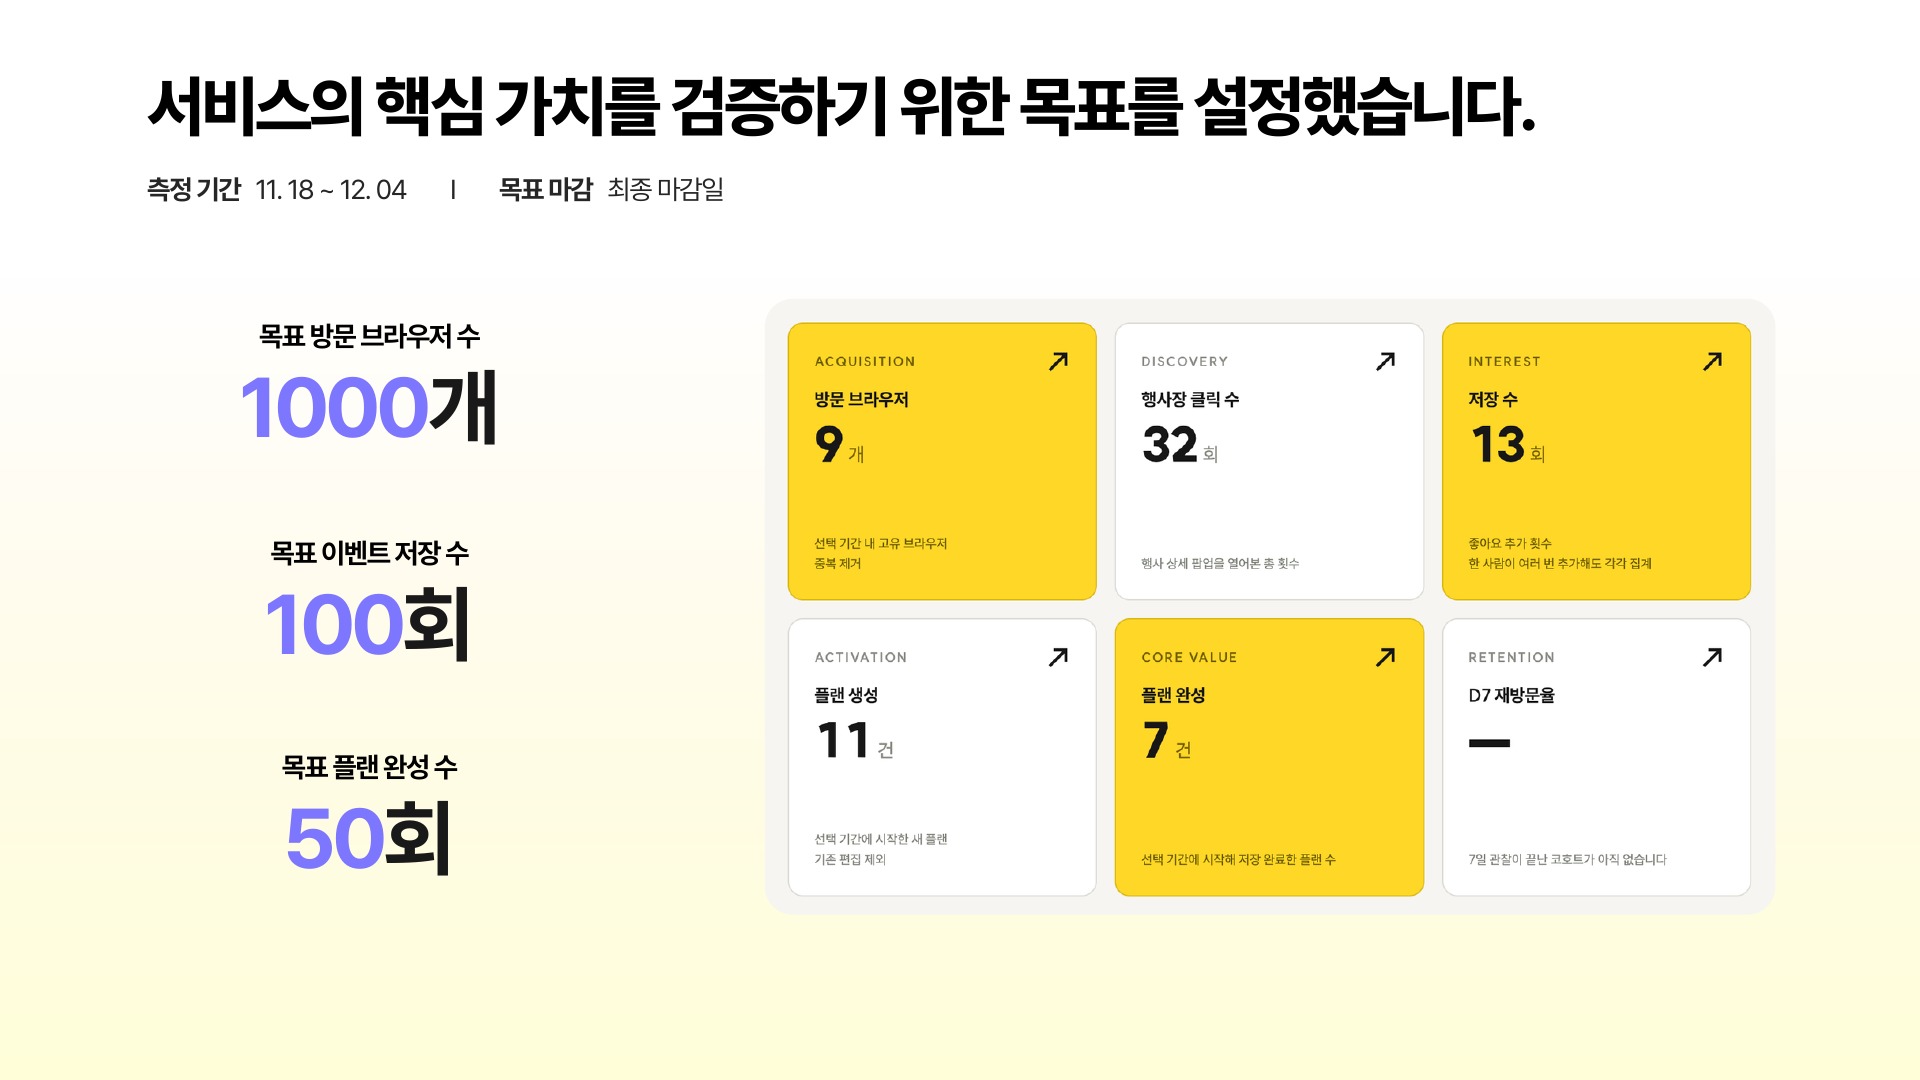 서비스의 핵심 가치를 검증하기 위한 목표를 설정했습니다.
측정 기간 11. 18 ~ 12. 04 | 목표 마감 최종 마감일
목표 방문 브라우저 수
1000개
목표 이벤트 저장 수
100회
목표 플랜 완성 수
50회
ACQUISITION
방문 브라우저
9 개
선택 기간 내 고유 브라우저
중복 제거
DISCOVERY
행사장 클릭 수
32 회
행사 상세 팝업을 열어본 총 횟수
INTEREST
저장 수
13 회
좋아요 추가 횟수
한 사람이 여러 번 추가해도 각각 집계
ACTIVATION
플랜 생성
11 건
선택 기간에 시작한 새 플랜
기존 편집 제외
CORE VALUE
플랜 완성
7 건
선택 기간에 시작해 저장 완료한 플랜 수
RETENTION
D7 재방문율
—
7일 관찰이 끝난 코호트가 아직 없습니다